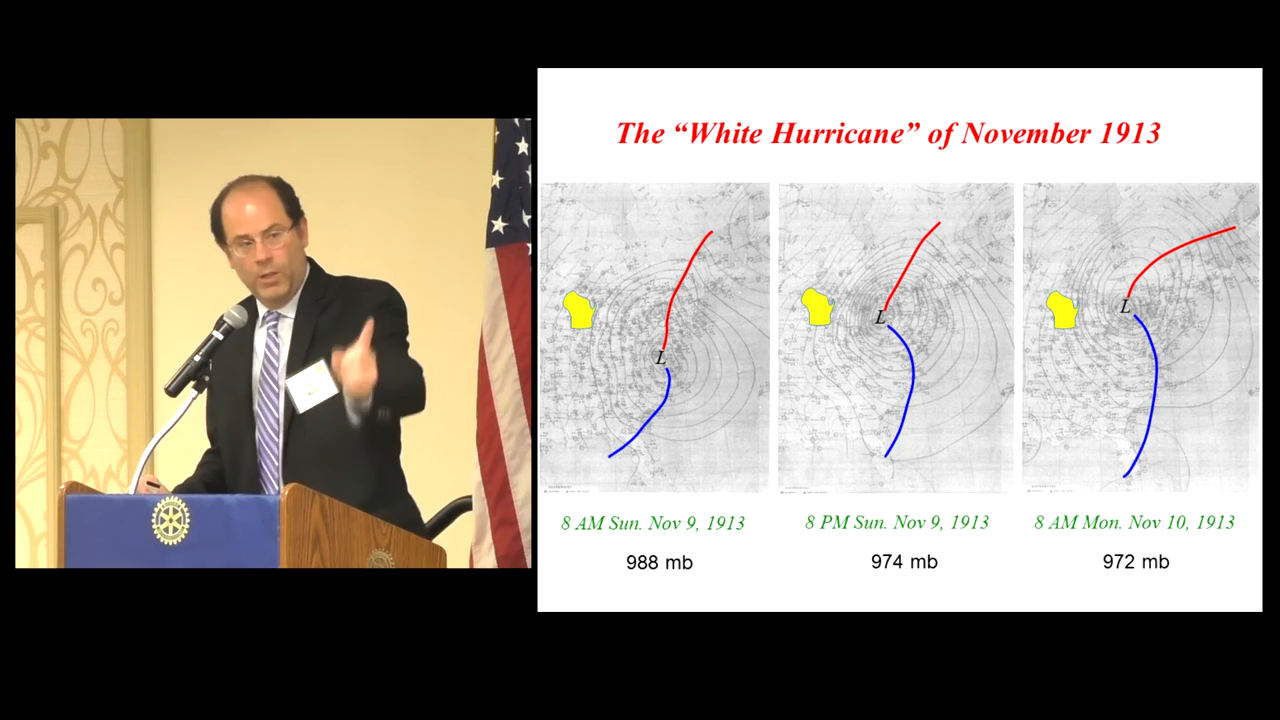 The “White Hurricane” of November 1913
L
L
L
8 AM Sun. Nov 9, 1913
8 PM Sun. Nov 9, 1913
8 AM Mon. Nov 10, 1913
988 mb
974 mb
972 mb